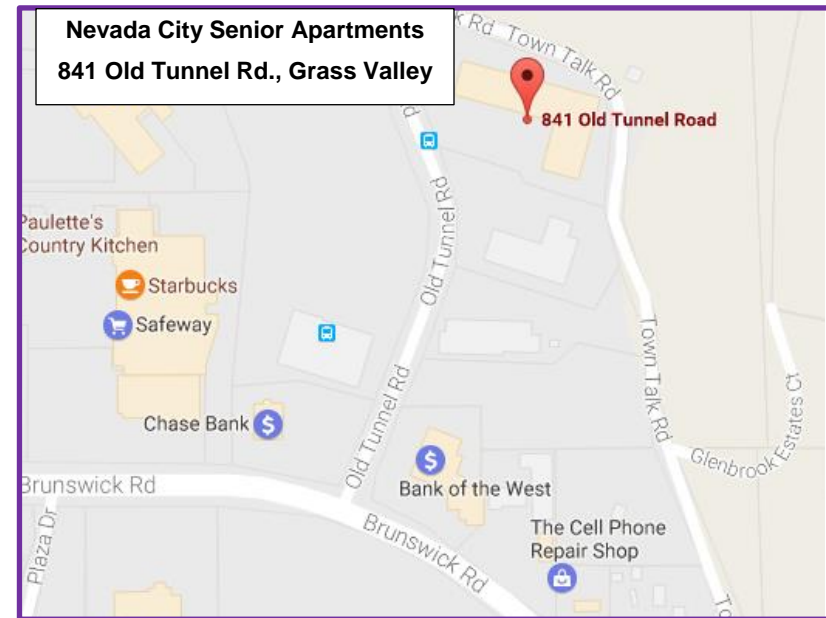 Nevada City Senior Apartments
841 Old Tunnel Rd., Grass Valley
Rd
Town Talk Rd
841 Old Tunnel Road
Old Tunnel Rd
Paulette's
Country Kitchen
Starbucks
Safeway
Town Talk Rd
Old Tunnel Rd
Chase Bank
Glenbrook Estates Ct
Brunswick Rd
Bank of the West
Plaza Dr
Brunswick Rd
The Cell Phone
Repair Shop